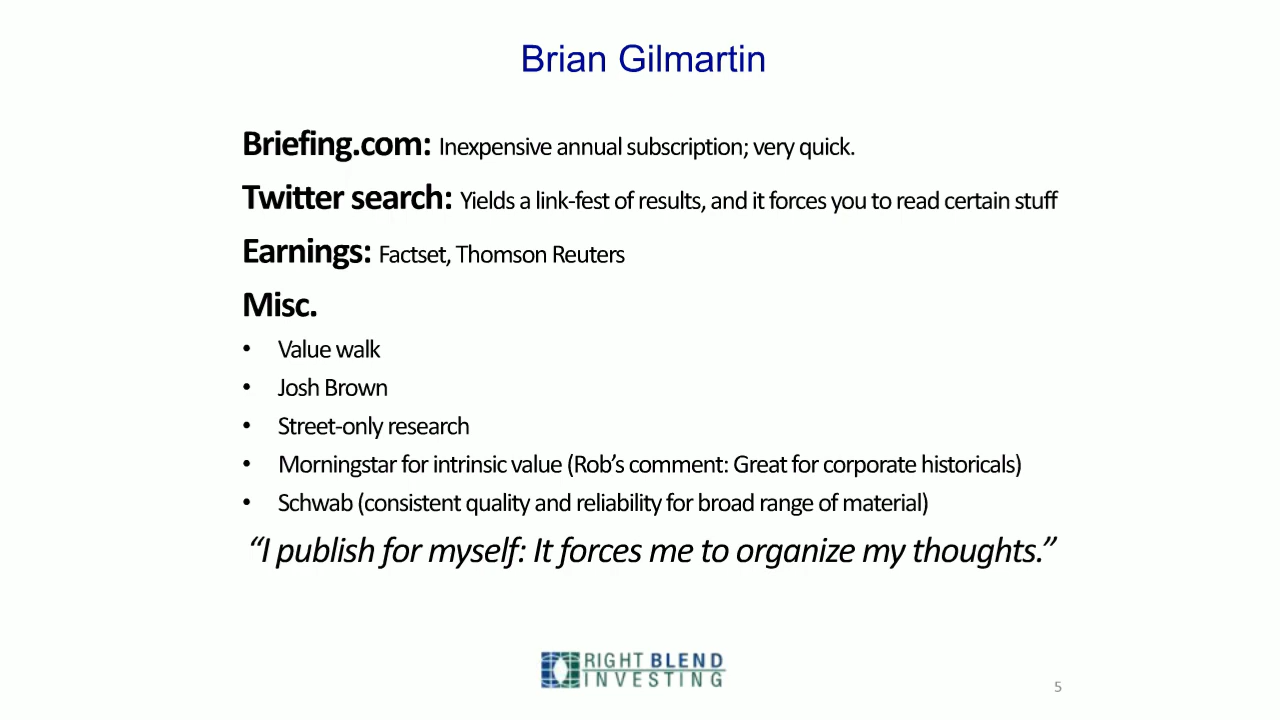 Brian Gilmartin
Briefing.com: Inexpensive annual subscription; very quick.
Twitter search: Yields a link-fest of results, and it forces you to read certain stuff
Earnings: Factset, Thomson Reuters
Misc.
• Value walk
• Josh Brown
• Street-only research
• Morningstar for intrinsic value (Rob’s comment: Great for corporate historicals)
• Schwab (consistent quality and reliability for broad range of material)
“I publish for myself: It forces me to organize my thoughts.”
RIGHT BLEND
INVESTING
5